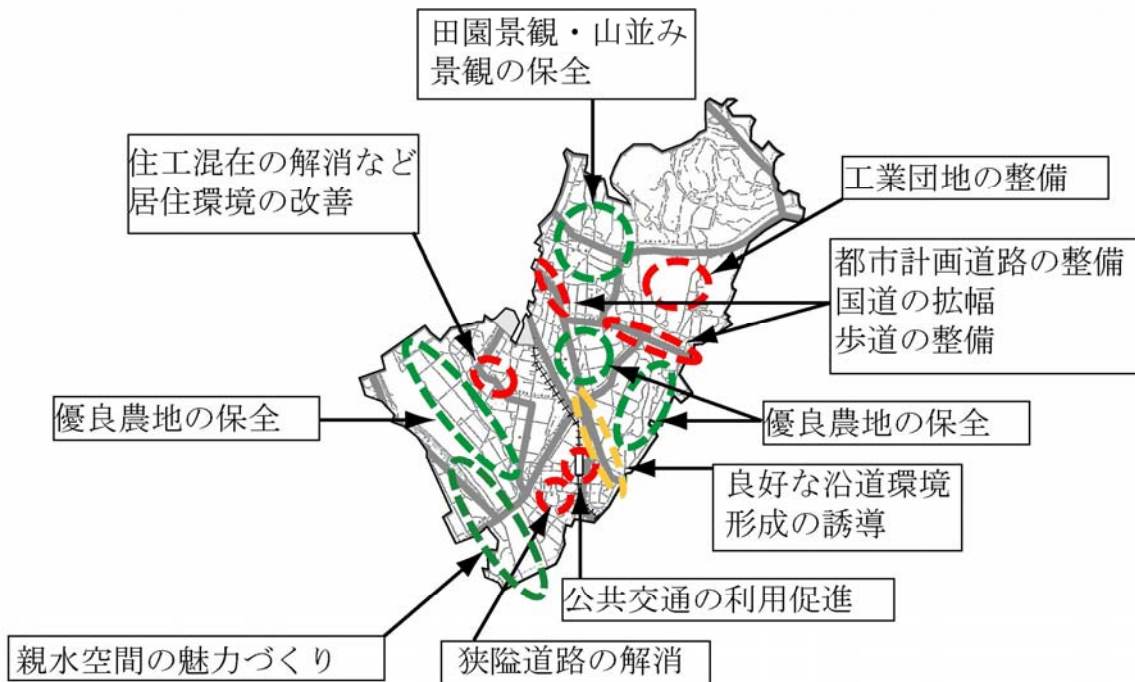 田園景観・山並み
景観の保全
住工混在の解消など
居住環境の改善
工業団地の整備
都市計画道路の整備
国道の拡幅
歩道の整備
優良農地の保全
優良農地の保全
良好な沿道環境
形成の誘導
公共交通の利用促進
親水空間の魅力づくり
狭隘道路の解消